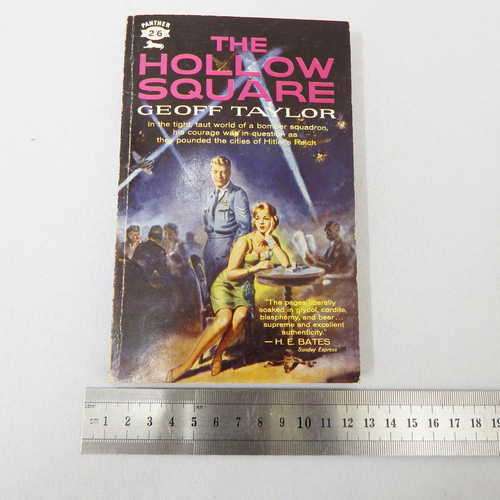 PANTHER
2'6
THE
HOLLOW
SQUARE
GEOFF TAYLOR
In the tight, taut world of a bomber squadron,
his courage was in question as
they pounded the cities of Hitler's Reich
"The pages literally
soaked in glycol, cordite,
blasphemy, and beer...
supreme and excellent
authenticity."
— H. E. BATES
Sunday Express
1 2 3 4 5 6 7 8 9 10 11 12 13 14 15 16 17 18 19